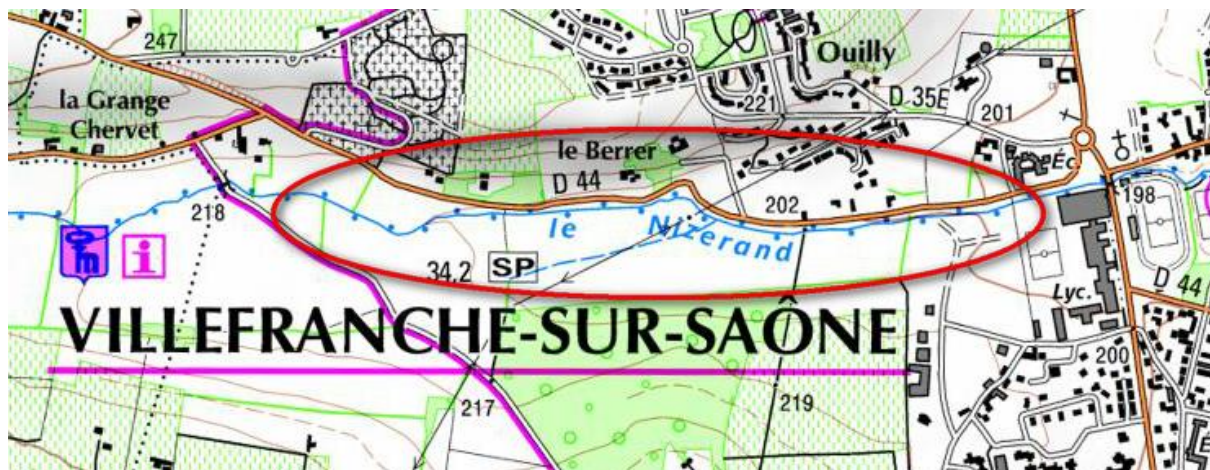 247
Ouilly
la Grange
Chervet
D 35E
221
201
le Berrer
D 44
Éc.
218
202
198
le Nizerand
SP
34,2
D 44
i
m
Lyc.
VILLEFRANCHE-SUR-SAÔNE
200
217
219